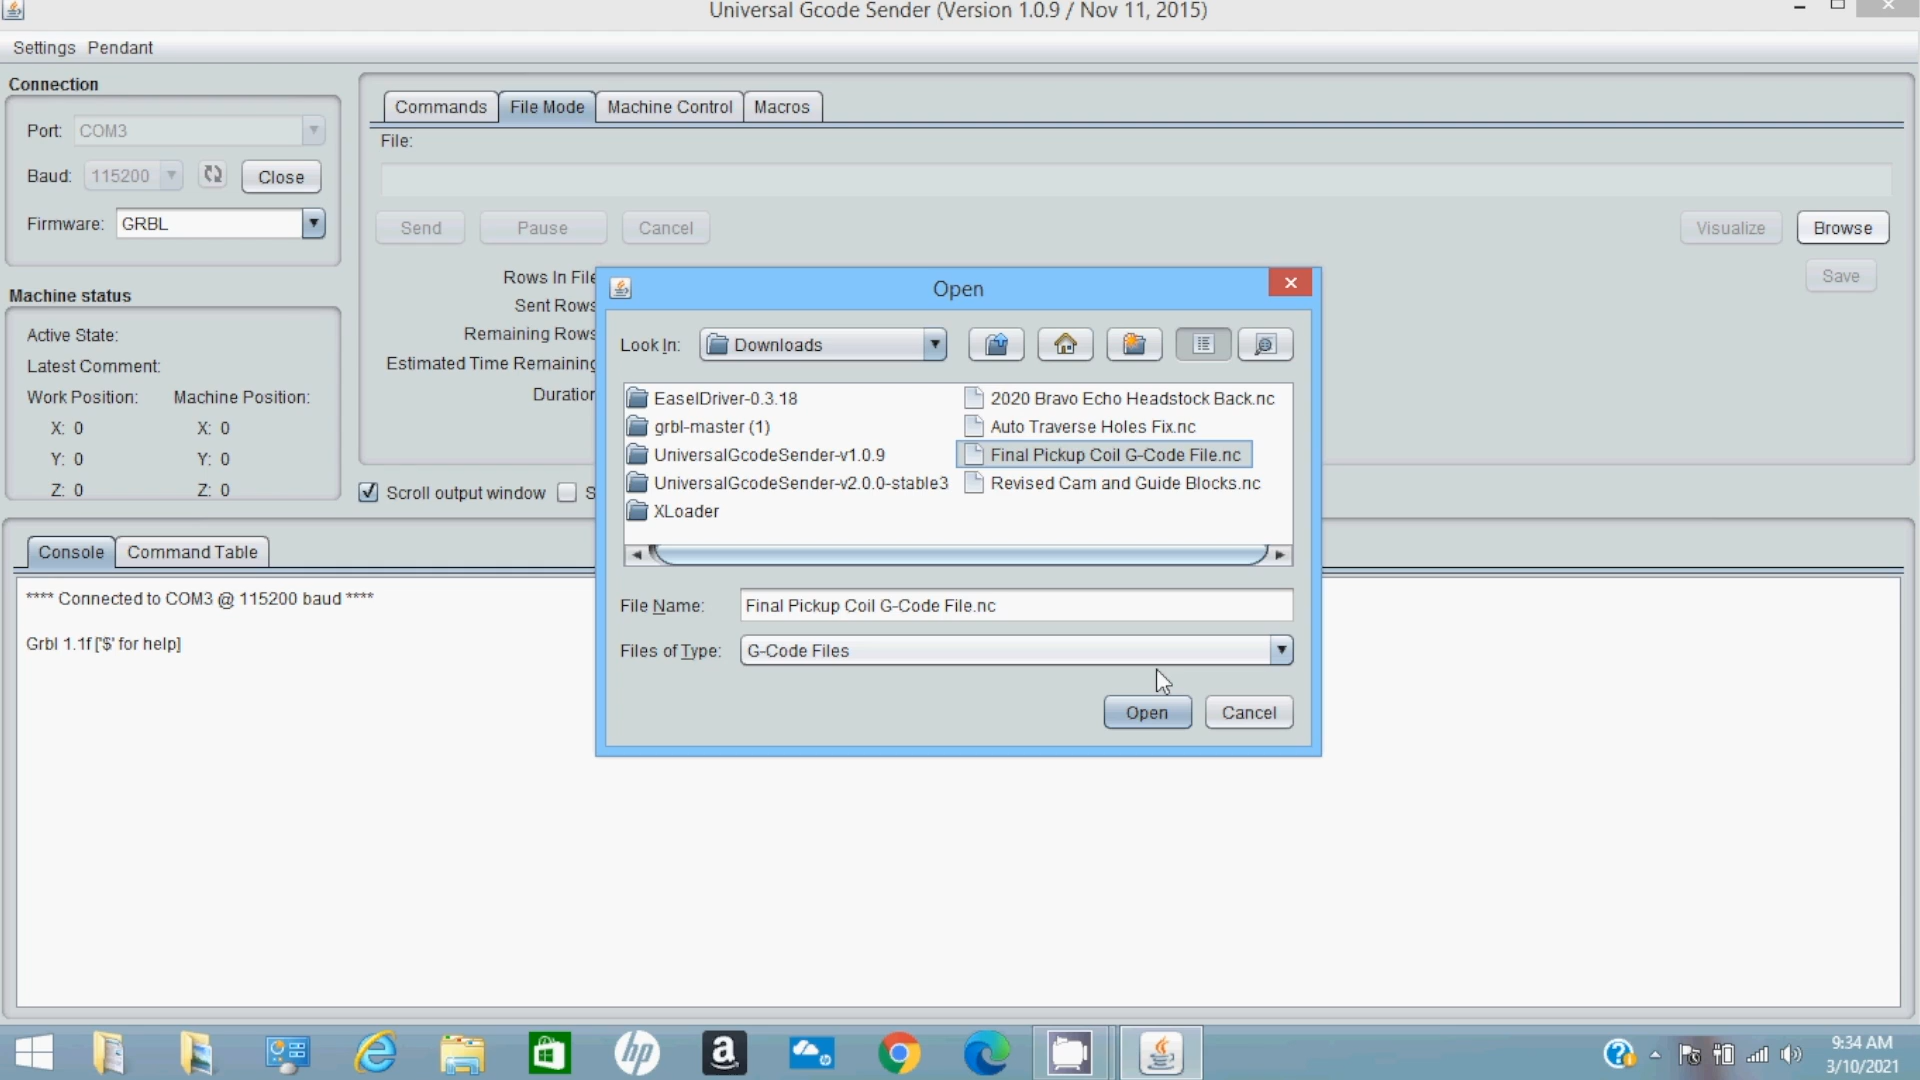 Universal Gcode Sender (Version 1.0.9 / Nov 11, 2015)
Settings Pendant
Connection
Port: COM3
Baud: 115200 Close
Firmware: GRBL
Machine status
Active State:
Latest Comment:
Work Position: Machine Position:
X: 0 X: 0
Y: 0 Y: 0
Z: 0 Z: 0
Commands File Mode Machine Control Macros
File:
Send Pause Cancel Visualize Browse
Save
Rows In File
Sent Rows
Remaining Rows
Estimated Time Remaining
Duration
Scroll output window S
Open
Look In: Downloads
EaselDriver-0.3.18
grbl-master (1)
UniversalGcodeSender-v1.0.9
UniversalGcodeSender-v2.0.0-stable3
XLoader
2020 Bravo Echo Headstock Back.nc
Auto Traverse Holes Fix.nc
Final Pickup Coil G-Code File.nc
Revised Cam and Guide Blocks.nc
File Name: Final Pickup Coil G-Code File.nc
Files of Type: G-Code Files
Open Cancel
Console Command Table
**** Connected to COM3 @ 115200 baud ****
Grbl 1.1f ['$' for help]
hp
a
9:34 AM
3/10/2021